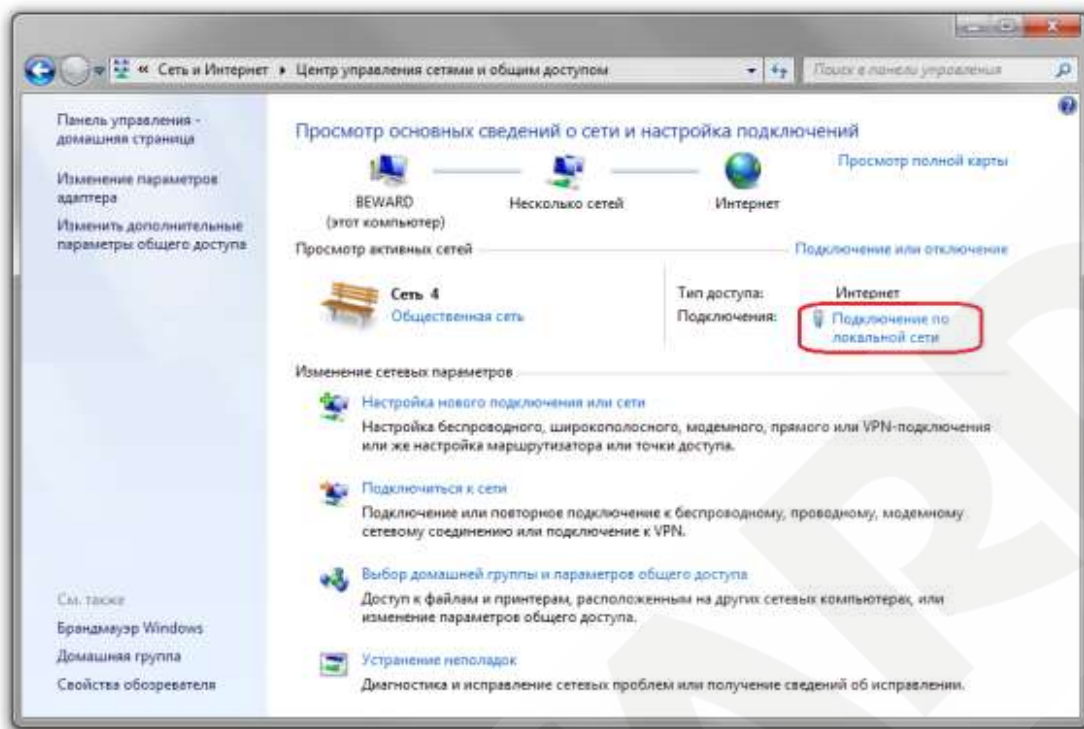 « Сеть и Интернет ▸ Центр управления сетями и общим доступом
Поиск в панели управления
Панель управления -
домашняя страница
Изменение параметров
адаптера
Изменить дополнительные
параметры общего доступа
См. также
Брандмауэр Windows
Домашняя группа
Свойства обозревателя
Просмотр основных сведений о сети и настройка подключений
Просмотр полной карты
BEWARD
(этот компьютер)
Несколько сетей
Интернет
Просмотр активных сетей
Подключение или отключение
Сеть 4
Общественная сеть
Тип доступа: Интернет
Подключения: Подключение по
локальной сети
Изменение сетевых параметров
Настройка нового подключения или сети
Настройка беспроводного, широкополосного, модемного, прямого или VPN-подключения
или же настройка маршрутизатора или точки доступа.
Подключиться к сети
Подключение или повторное подключение к беспроводному, проводному, модемному
сетевому соединению или подключение к VPN.
Выбор домашней группы и параметров общего доступа
Доступ к файлам и принтерам, расположенным на других сетевых компьютерах, или
изменение параметров общего доступа.
Устранение неполадок
Диагностика и исправление сетевых проблем или получение сведений об исправлении.